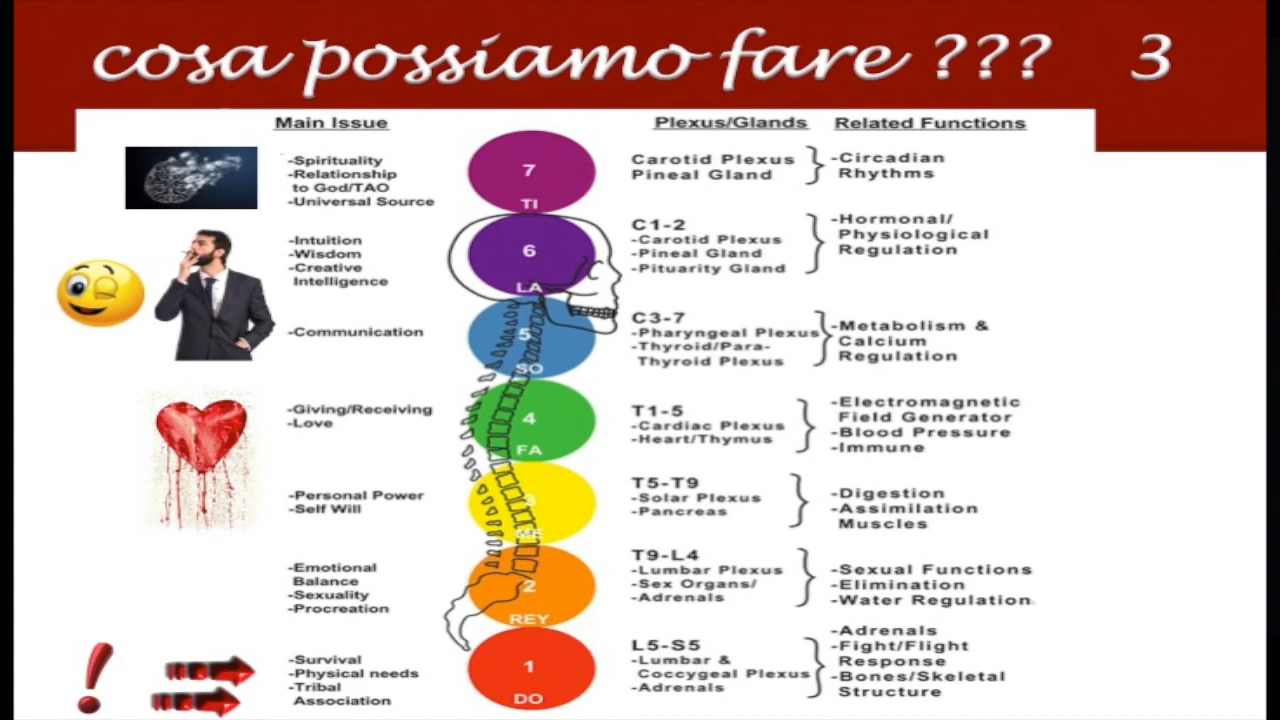 cosa possiamo fare ??? 3
Main Issue
Plexus/Glands
Related Functions
-Spirituality
-Relationship
to God/TAO
-Universal Source
7
TI
Carotid Plexus
Pineal Gland
-Circadian
Rhythms
-Intuition
-Wisdom
-Creative
Intelligence
6
LA
C1-2
-Carotid Plexus
-Pineal Gland
-Pituarity Gland
-Hormonal/
Physiological
Regulation
-Communication
5
SO
C3-7
-Pharyngeal Plexus
-Thyroid/Para-
Thyroid Plexus
-Metabolism &
Calcium
Regulation
-Giving/Receiving
-Love
4
FA
T1-5
-Cardiac Plexus
-Heart/Thymus
-Electromagnetic
Field Generator
-Blood Pressure
-Immune
-Personal Power
-Self Will
3
ME
T5-T9
-Solar Plexus
-Pancreas
-Digestion
-Assimilation
Muscles
-Emotional
Balance
-Sexuality
-Procreation
2
REY
T9-L4
-Lumbar Plexus
-Sex Organs/
-Adrenals
-Sexual Functions
-Elimination
-Water Regulation
-Survival
-Physical needs
-Tribal
Association
1
DO
L5-S5
-Lumbar &
Coccygeal Plexus
-Adrenals
-Adrenals
-Fight/Flight
Response
-Bones/Skeletal
Structure